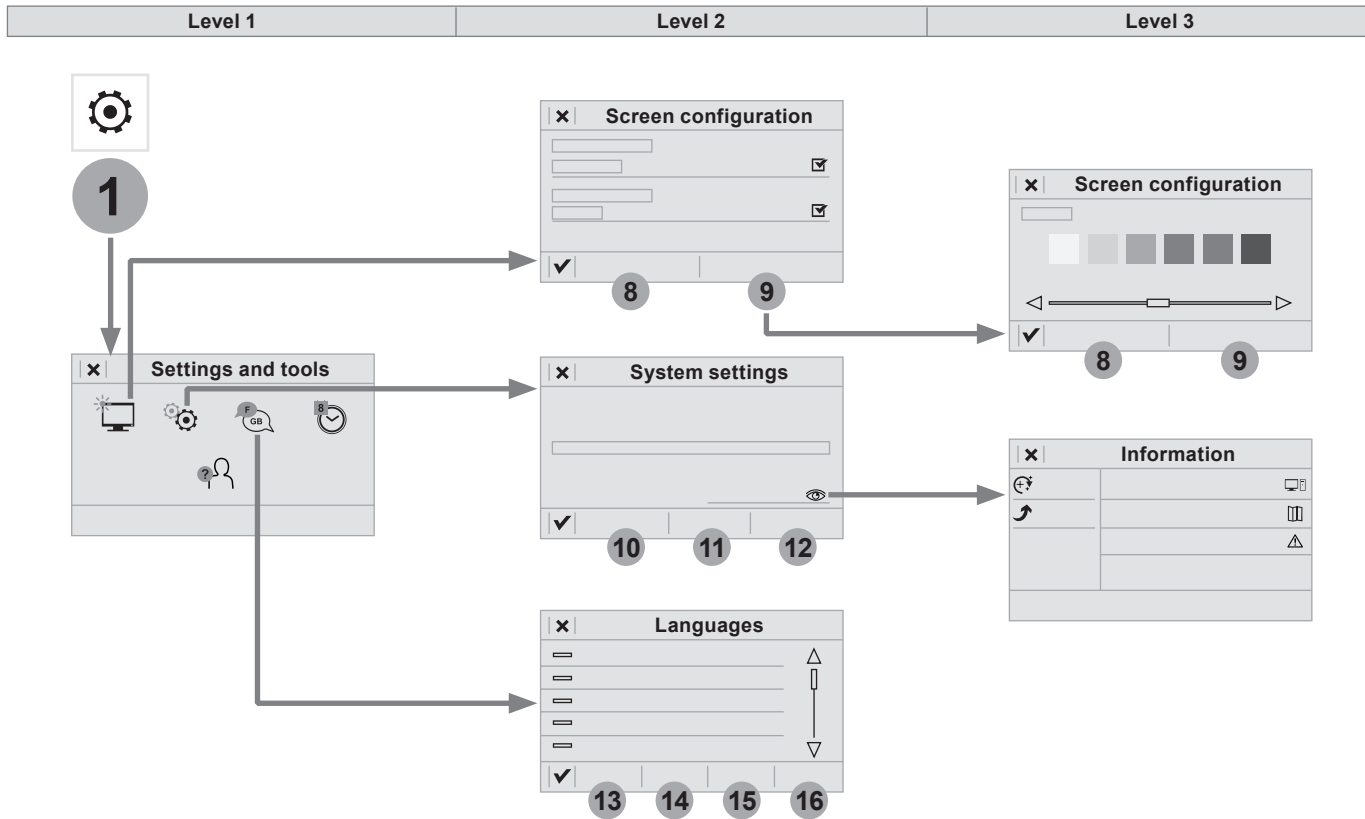 Level 1
Level 2
Level 3
1
Screen configuration
8
9
Screen configuration
8
9
Settings and tools
F
GB
8
?
System settings
10
11
12
Information
Languages
13
14
15
16